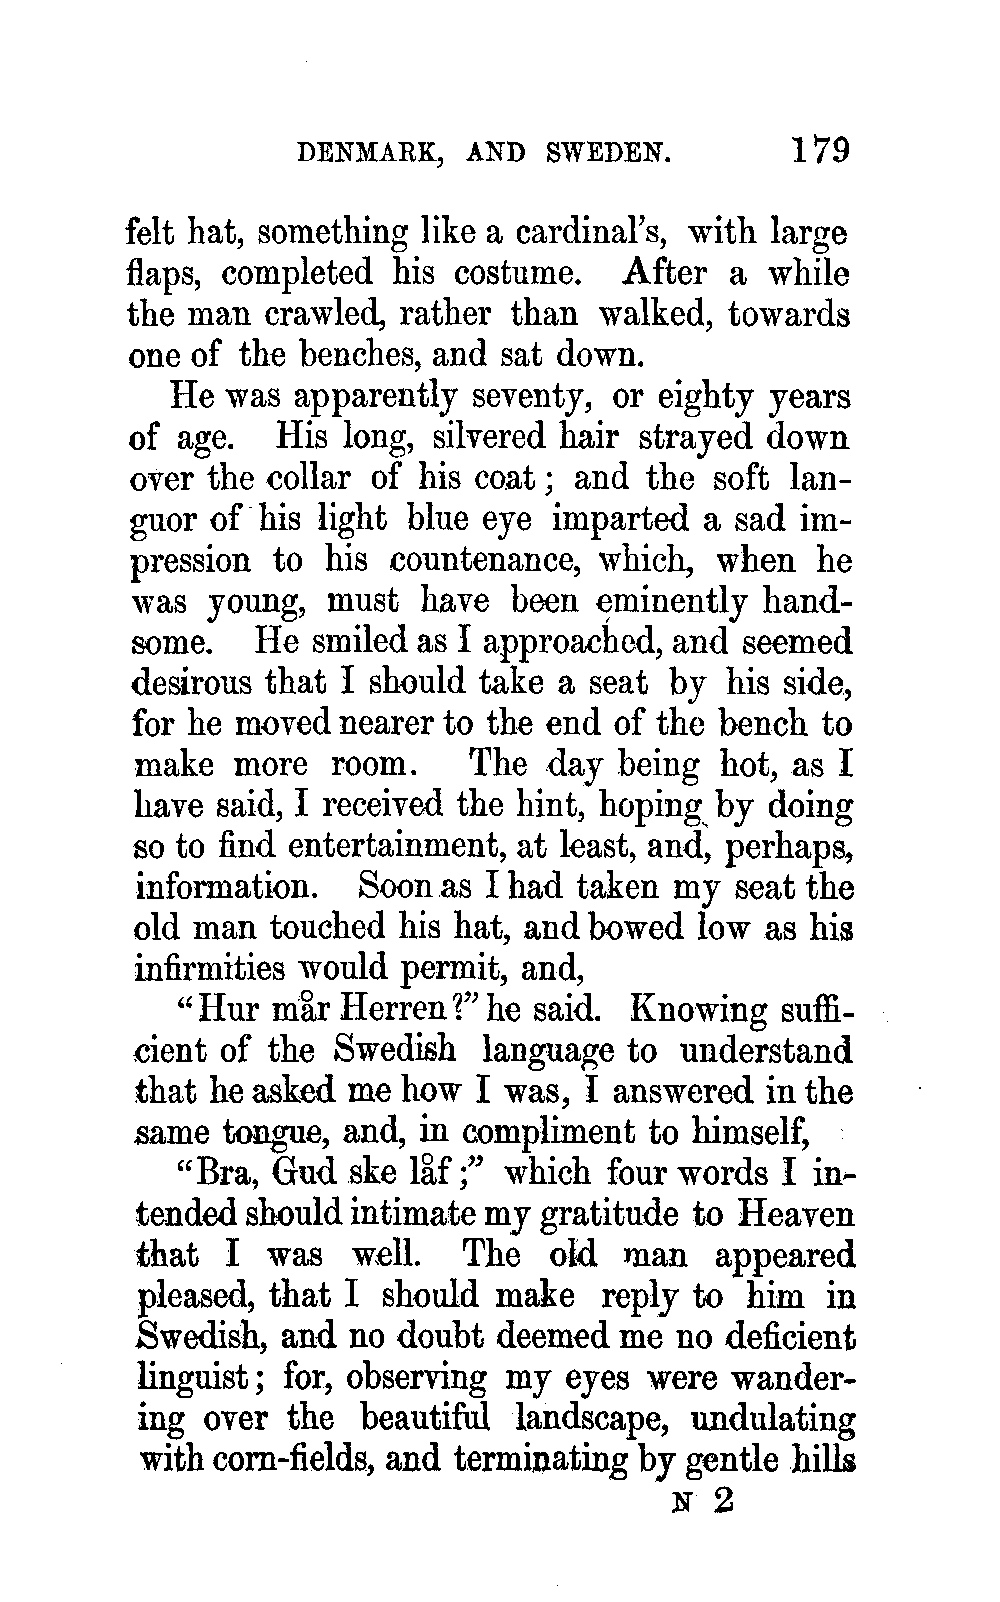 DENMARK, AND SWEDEN. 179
felt hat, something like a cardinal's, with large
flaps, completed his costume. After a while
the man crawled, rather than walked, towards
one of the benches, and sat down.
He was apparently seventy, or eighty years
of age. His long, silvered hair strayed down
over the collar of his coat; and the soft lan-
guor of his light blue eye imparted a sad im-
pression to his countenance, which, when he
was young, must have been eminently hand-
some. He smiled as I approached, and seemed
desirous that I should take a seat by his side,
for he moved nearer to the end of the bench to
make more room. The day being hot, as I
have said, I received the hint, hoping by doing
so to find entertainment, at least, and, perhaps,
information. Soon as I had taken my seat the
old man touched his hat, and bowed low as his
infirmities would permit, and,
"Hur mår Herren?" he said. Knowing suffi-
cient of the Swedish language to understand
that he asked me how I was, I answered in the
same tongue, and, in compliment to himself,
"Bra, Gud ske låf;" which four words I in-
tended should intimate my gratitude to Heaven
that I was well. The old man appeared
pleased, that I should make reply to him in
Swedish, and no doubt deemed me no deficient
linguist; for, observing my eyes were wander-
ing over the beautiful landscape, undulating
with corn-fields, and terminating by gentle hills
N 2